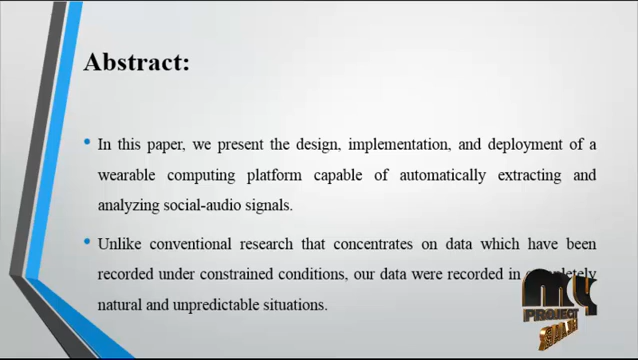 Abstract:
In this paper, we present the design, implementation, and deployment of a
wearable computing platform capable of automatically extracting and
analyzing social-audio signals.
Unlike conventional research that concentrates on data which have been
recorded under constrained conditions, our data were recorded in completely
natural and unpredictable situations.
my
PROJECT